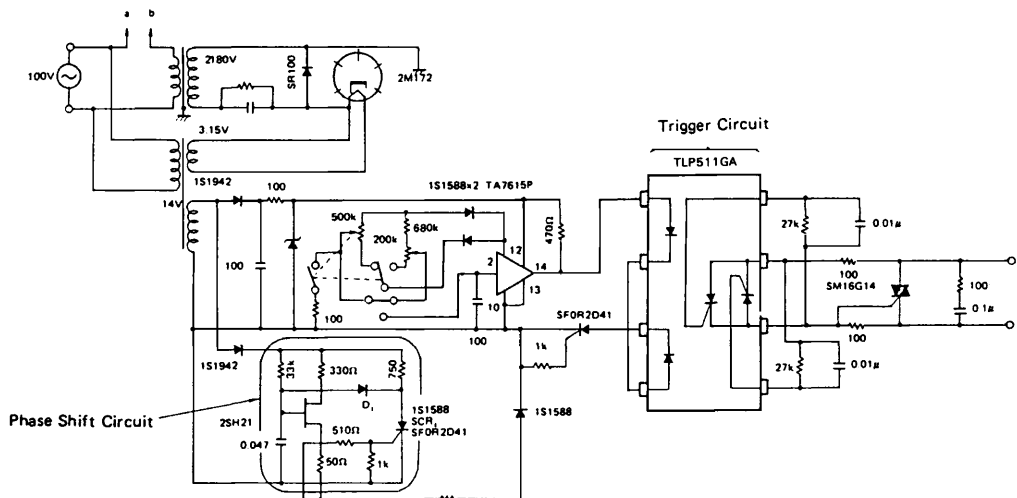 a b
100V
2180V
SR100
2M172
3.15V
Trigger Circuit
TLP511GA
1S1942
14V
100
1S1588×2 TA7615P
500k
680k
200k
470Ω
12
2
14
13
100
100
10
100
27k
0.01μ
100
SM16G14
100
0.1μ
100
SF0R2D41
1k
27k
0.01μ
1S1942
33k
330Ω
750
D₁
1S1588
SCR₁
SF0R2D41
1S1588
Phase Shift Circuit
2SH21
0.047
510Ω
50Ω
1k